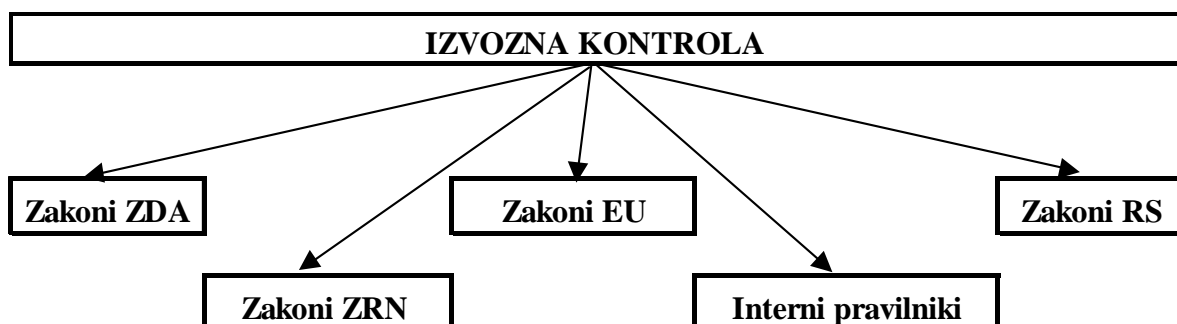 IZVOZNA KONTROLA
Zakoni ZDA
Zakoni EU
Zakoni RS
Zakoni ZRN
Interni pravilniki